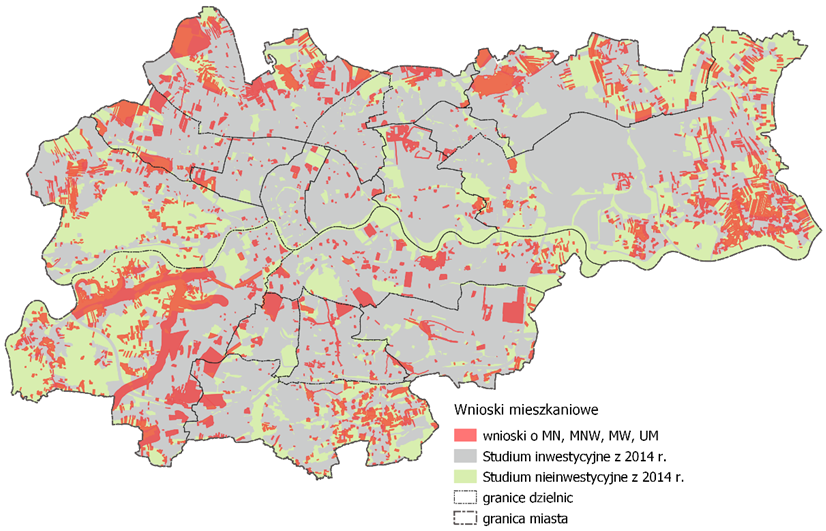 Wnioski mieszkaniowe
wnioski o MN, MNW, MW, UM
Studium inwestycyjne z 2014 r.
Studium nieinwestycyjne z 2014 r.
granice dzielnic
granica miasta